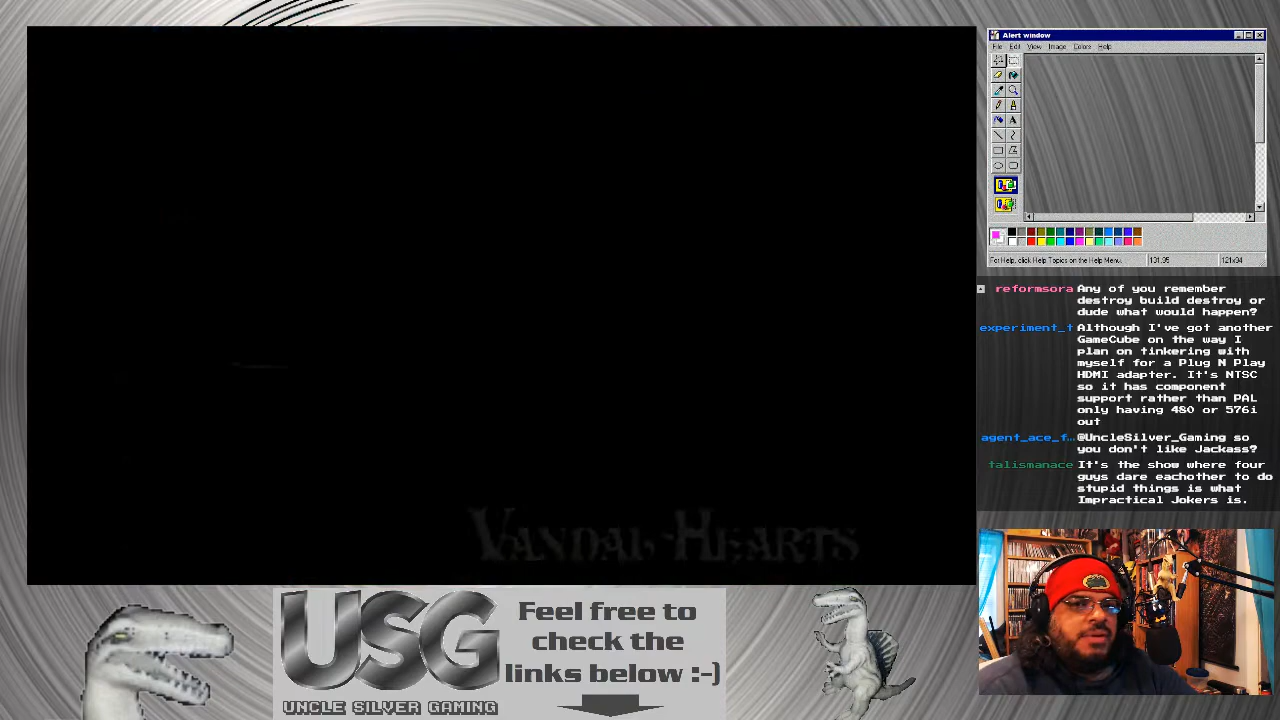 Alert window
File Edit View Image Colors Help
For Help, click Help Topics on the Help Menu.
131,35
121x84
reformsora Any of you remember
destroy build destroy or
dude what would happen?
experiment_t Although I've got another
GameCube on the way I
plan on tinkering with
myself for a Plug N Play
HDMI adapter. It's NTSC
so it has component
support rather than PAL
only having 480 or 576i
out
agent_ace_f… @UncleSilver_Gaming so
you don't like Jackass?
talismanace It's the show where four
guys dare eachother to do
stupid things is what
Impractical Jokers is.
VANDAL-HEARTS
USG
UNCLE SILVER GAMING
Feel free to
check the
links below :-)